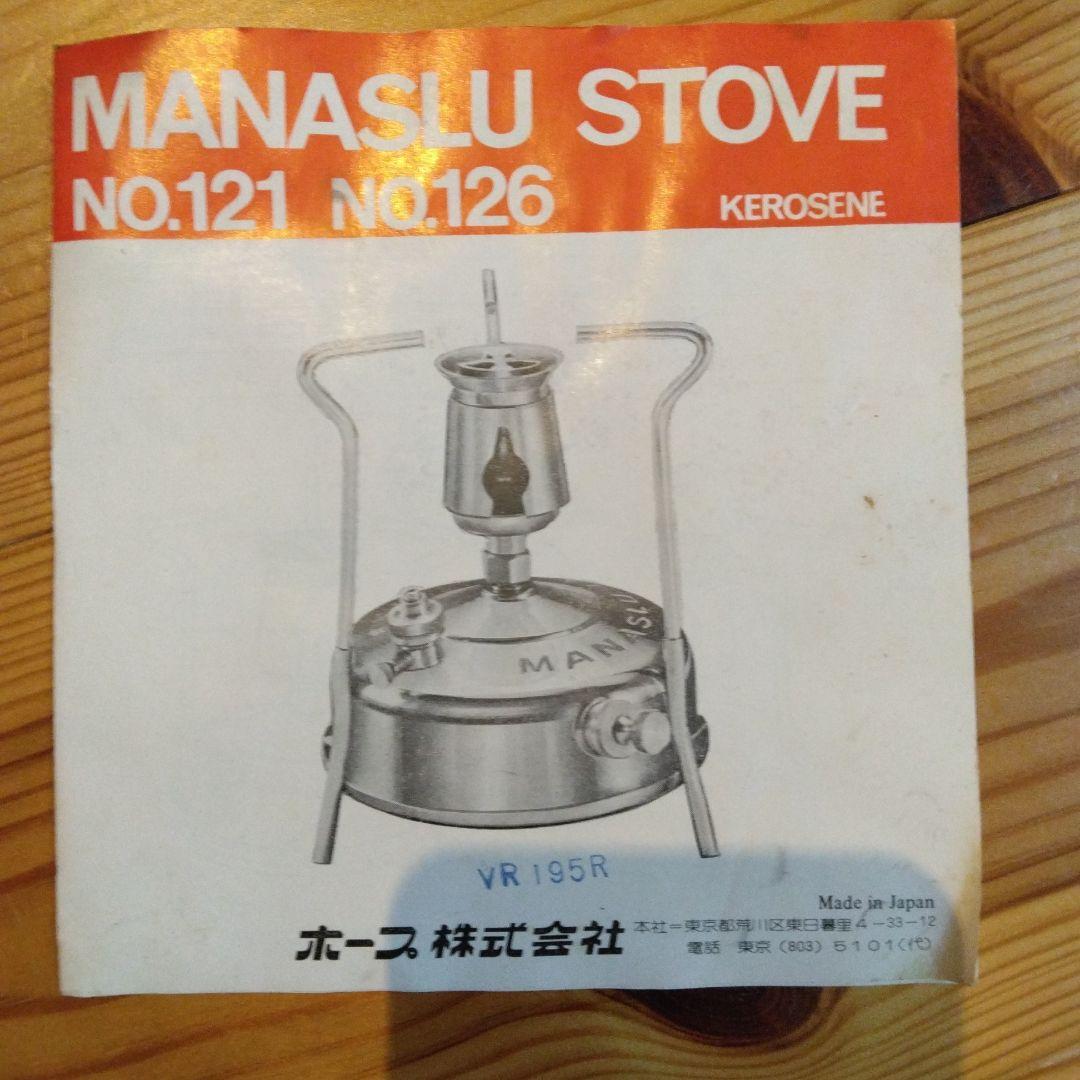 MANASLU STOVE
NO.121 NO.126 KEROSENE
MANASLU
VR195R
Made in Japan
ホープ株式会社 本社=東京都荒川区東日暮里4-33-12
電話 東京(803)5101(代)